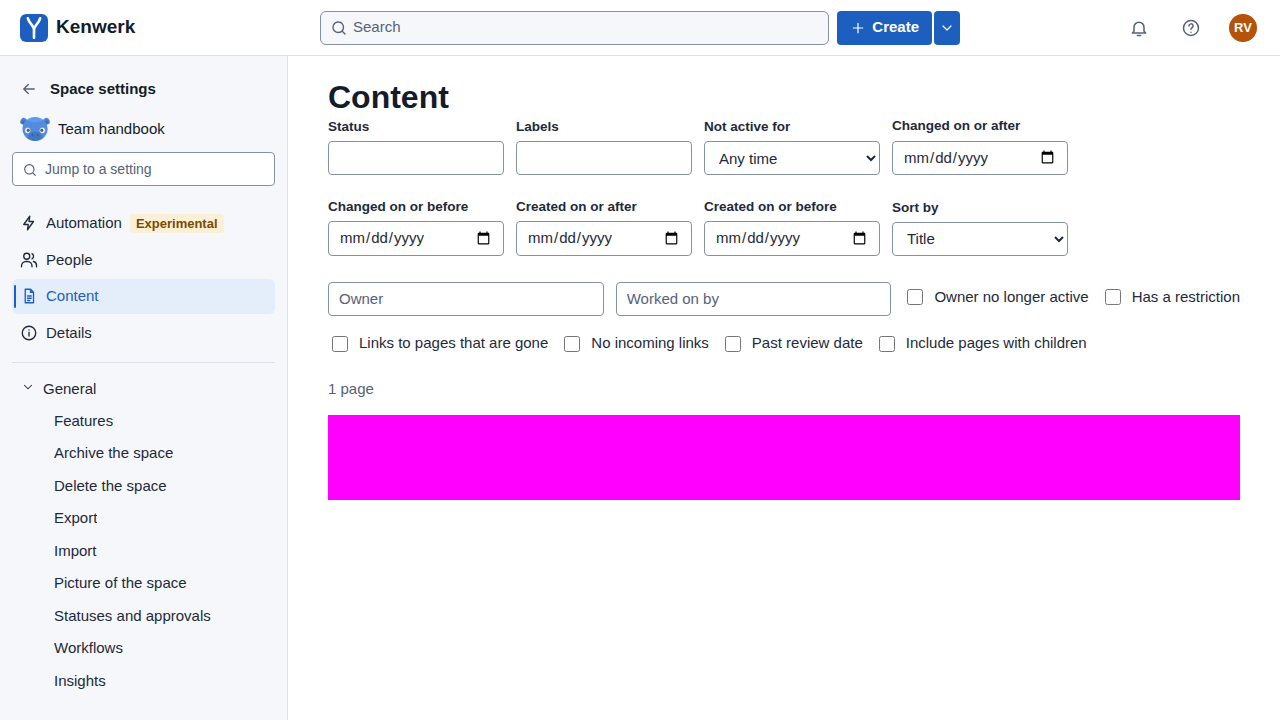 Kenwerk
Search
Create
RV
Space settings
Team handbook
Jump to a setting
Automation Experimental
People
Content
Details
General
Features
Archive the space
Delete the space
Export
Import
Picture of the space
Statuses and approvals
Workflows
Insights
Content
Status Labels Not active for Changed on or after
Any time mm/dd/yyyy
Changed on or before Created on or after Created on or before Sort by
mm/dd/yyyy mm/dd/yyyy mm/dd/yyyy Title
Owner Worked on by Owner no longer active Has a restriction
Links to pages that are gone No incoming links Past review date Include pages with children
1 page